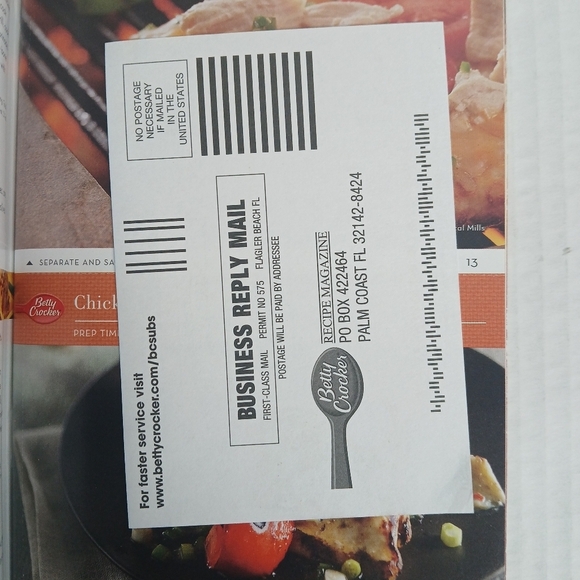 NO POSTAGE
NECESSARY
IF MAILED
IN THE
UNITED STATES
BUSINESS REPLY MAIL
FIRST-CLASS MAIL PERMIT NO 575 FLAGLER BEACH FL
POSTAGE WILL BE PAID BY ADDRESSEE
Betty
Crocker
RECIPE MAGAZINE
PO BOX 422464
PALM COAST FL 32142-8424
For faster service visit
www.bettycrocker.com/bcsubs
Mills
SEPARATE AND SA
13
Betty
Crocker
Chick
PREP TIM